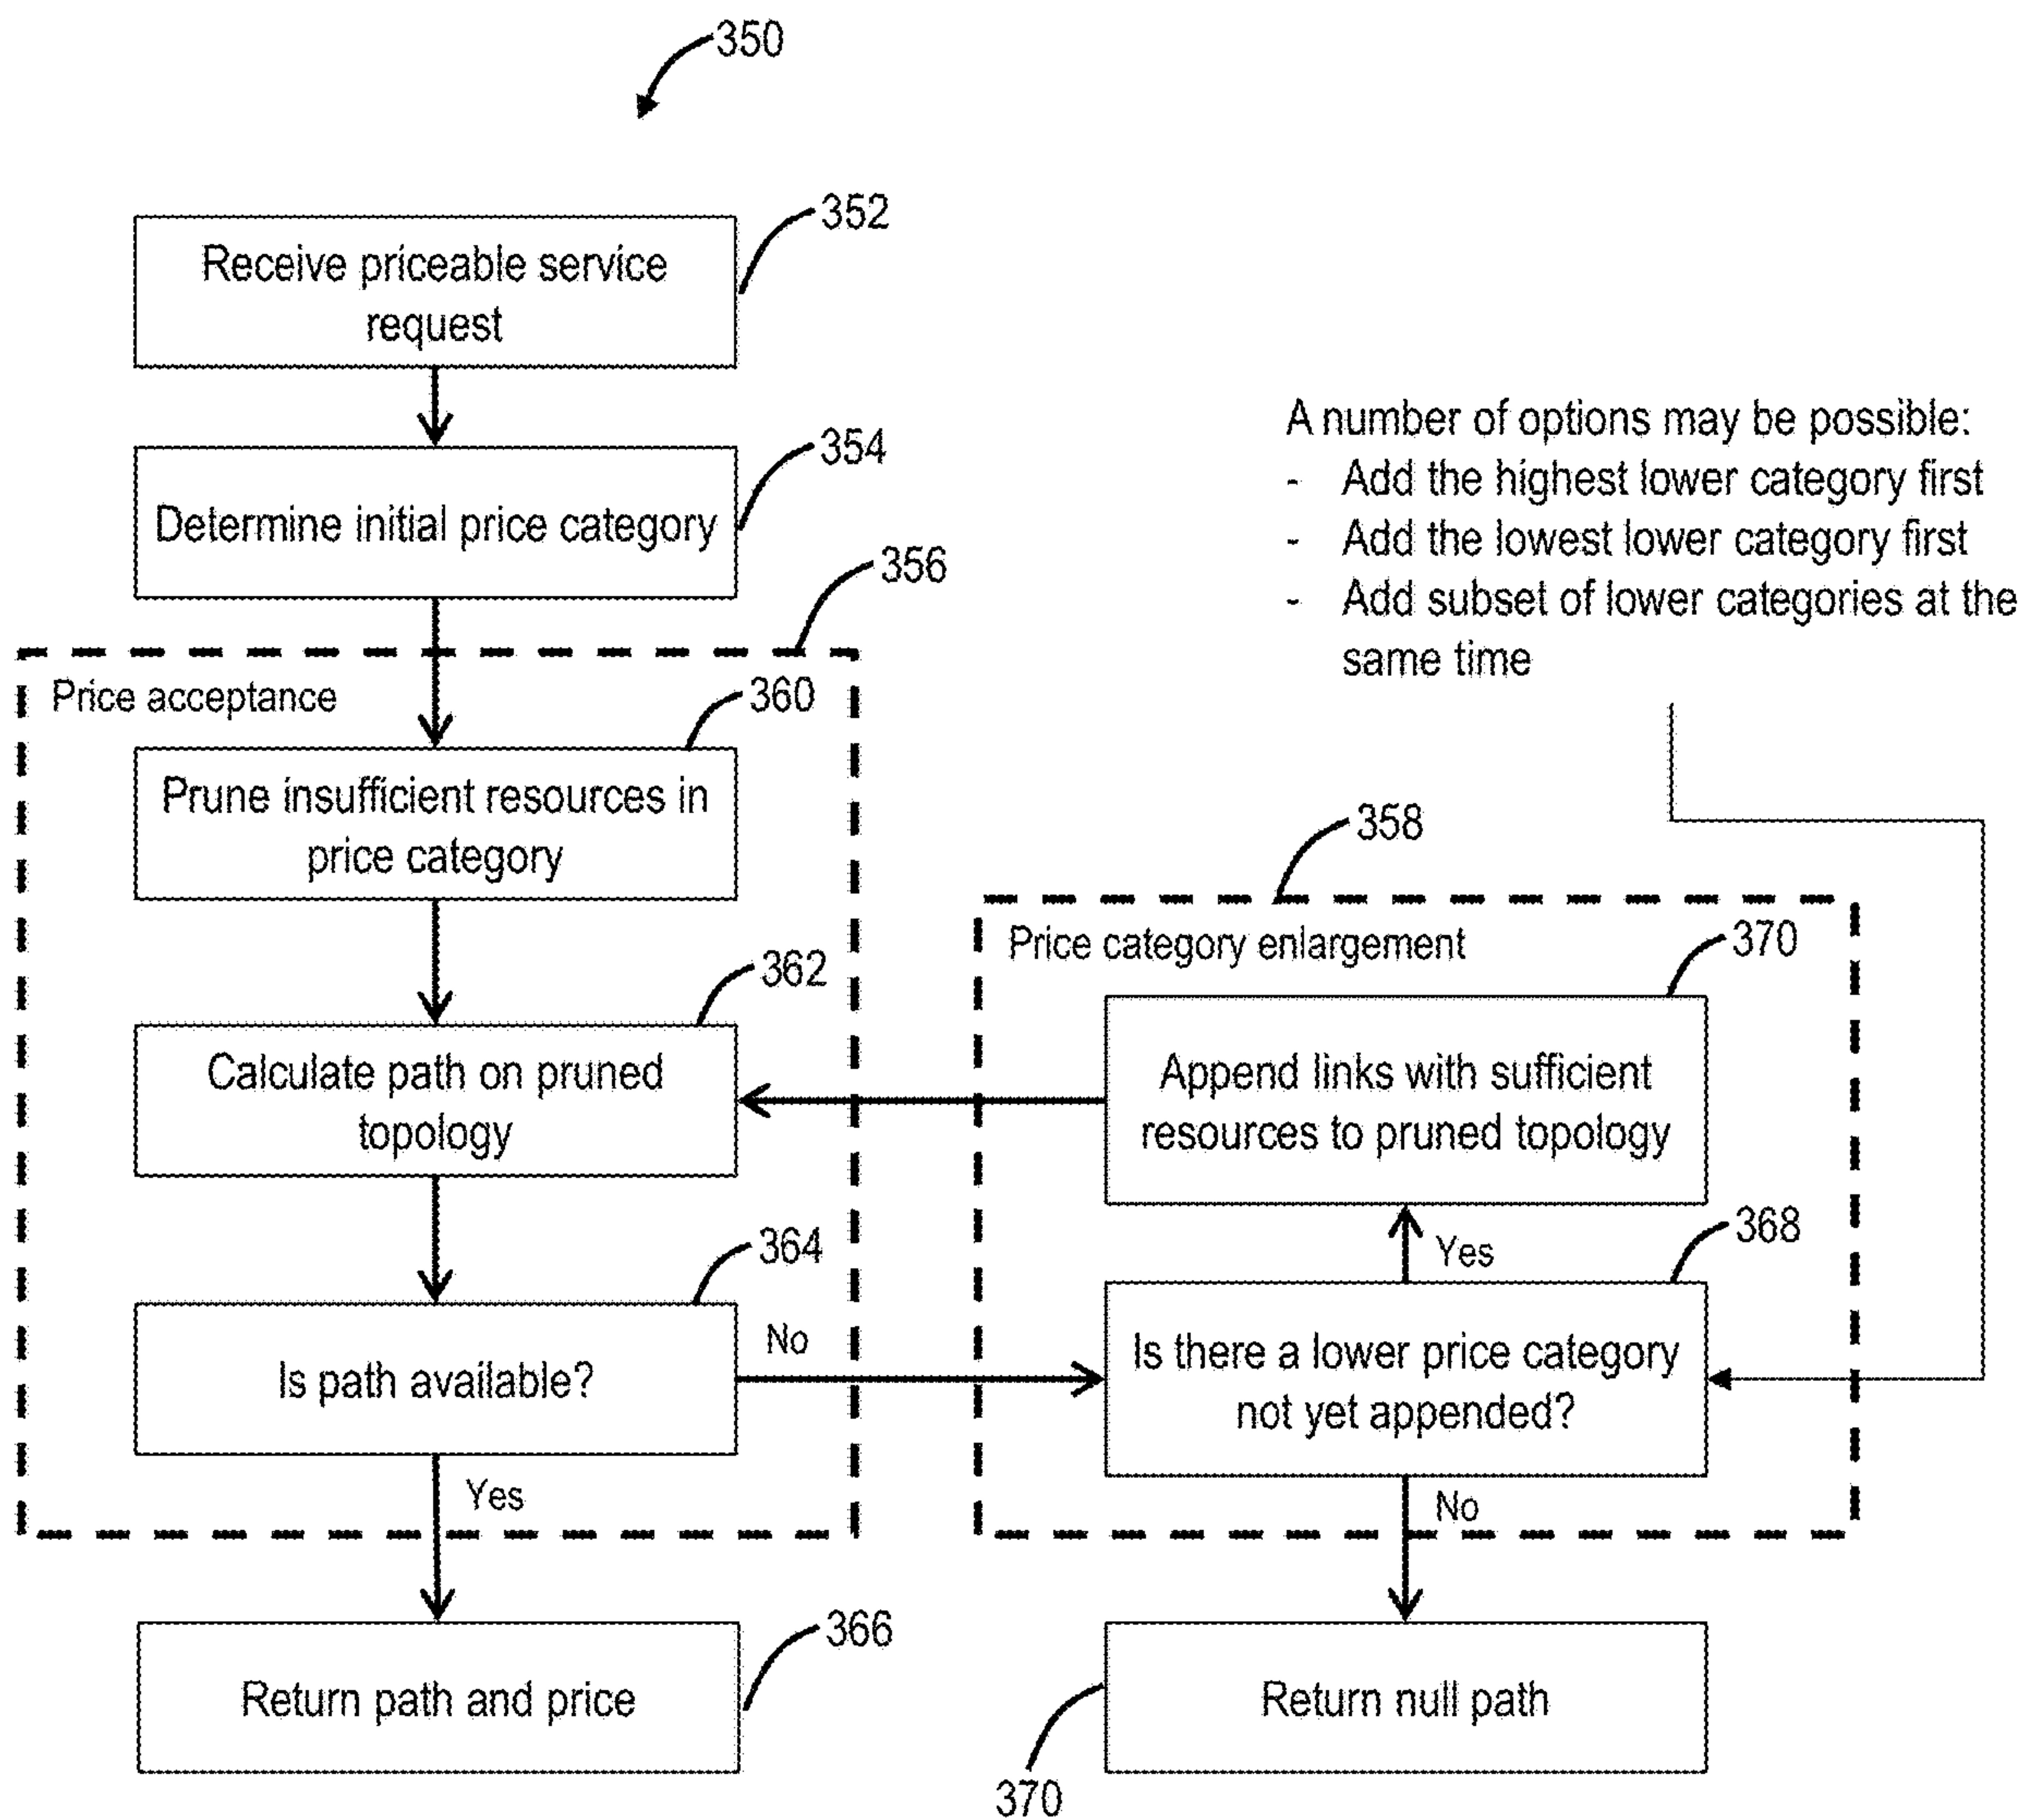 350
352
Receive priceable service
request
354
Determine initial price category
356
Price acceptance
360
Prune insufficient resources in
price category
362
Calculate path on pruned
topology
364
Is path available?
No
Yes
366
Return path and price
A number of options may be possible:
- Add the highest lower category first
- Add the lowest lower category first
- Add subset of lower categories at the
same time
358
Price category enlargement
370
Append links with sufficient
resources to pruned topology
Yes
368
Is there a lower price category
not yet appended?
No
Return null path
370